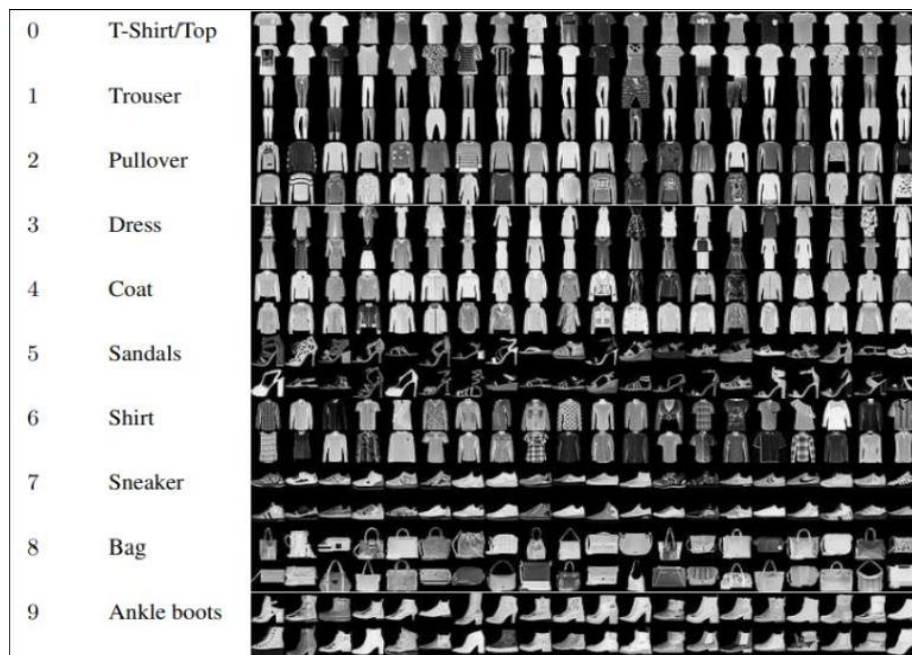 0 T-Shirt/Top
1 Trouser
2 Pullover
3 Dress
4 Coat
5 Sandals
6 Shirt
7 Sneaker
8 Bag
9 Ankle boots